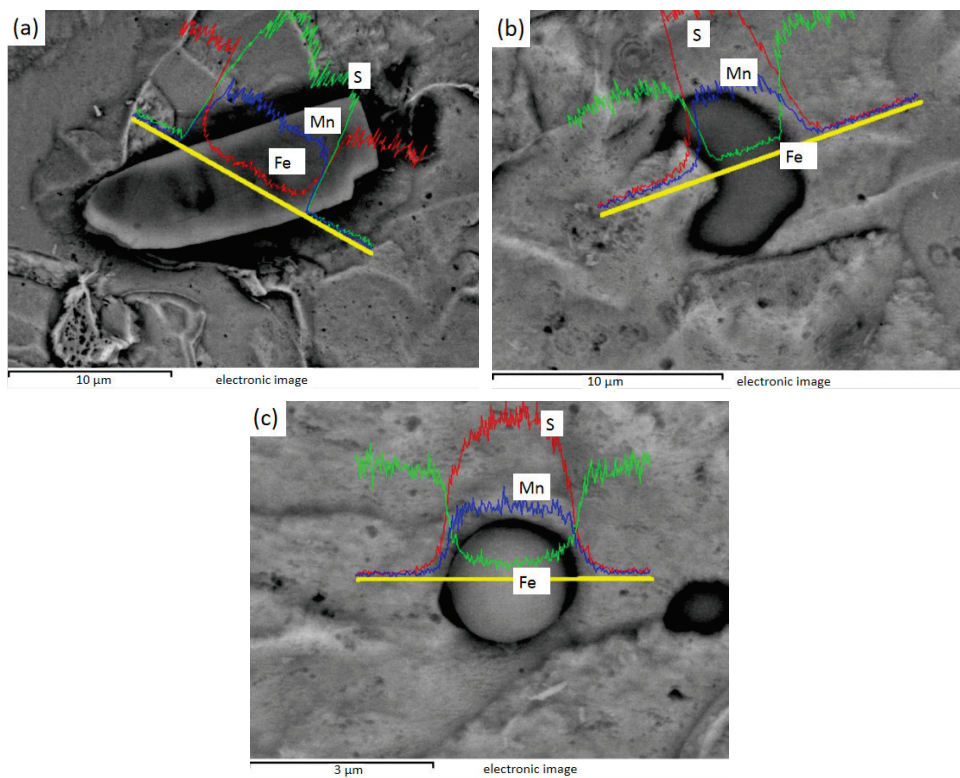 (a)
S
Mn
Fe
10 µm electronic image
(b)
S
Mn
Fe
10 µm electronic image
(c)
S
Mn
Fe
3 µm electronic image